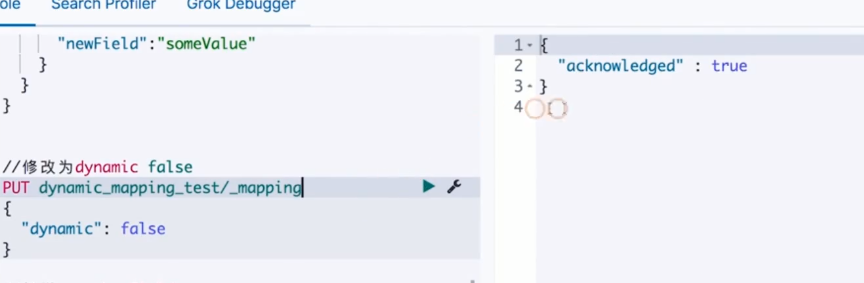 ole Search Profiler Grok Debugger
"newField":"someValue"
}
}
}
//修改为dynamic false
PUT dynamic_mapping_test/_mapping
{
"dynamic": false
}
1 {
2 "acknowledged" : true
3 }
4